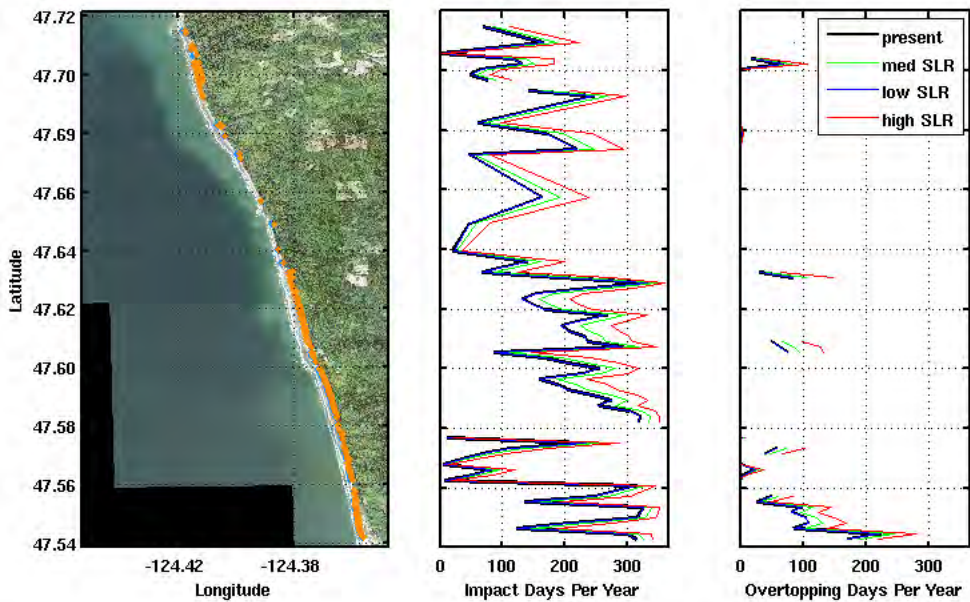 47.72
47.70
47.69
47.66
47.64
47.62
47.60
47.58
47.56
47.54
Latitude
-124.42
-124.38
Longitude
0
100
200
300
Impact Days Per Year
present
med SLR
low SLR
high SLR
0
100
200
300
Overtopping Days Per Year